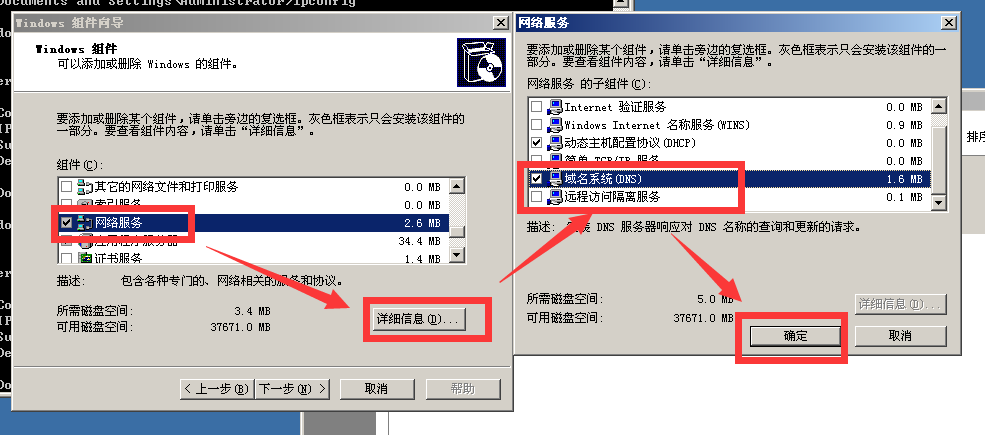 Documents and Settings\Administrator>ipconfig
Windows 组件向导
Windows 组件
可以添加或删除 Windows 的组件。
要添加或删除某个组件，请单击旁边的复选框。灰色框表示只会安装该组件的
一部分。要查看组件内容，请单击“详细信息”。
组件(C):
其它的网络文件和打印服务 0.0 MB
索引服务 0.0 MB
网络服务 2.6 MB
应用程序服务器 34.4 MB
证书服务 1.4 MB
描述: 包含各种专门的、网络相关的服务和协议。
所需磁盘空间: 3.4 MB
可用磁盘空间: 37671.0 MB
详细信息(D)...
< 上一步(B)
下一步(N) >
取消
帮助
网络服务
要添加或删除某个组件，请单击旁边的复选框。灰色框表示只会安装该组件的一
部分。要查看组件内容，请单击“详细信息”。
网络服务 的子组件(C):
Internet 验证服务 0.0 MB
Windows Internet 名称服务(WINS) 0.9 MB
动态主机配置协议(DHCP) 0.0 MB
简单 TCP/IP 服务
域名系统(DNS) 1.6 MB
远程访问隔离服务 0.1 MB
描述: DNS 服务器响应对 DNS 名称的查询和更新的请求。
所需磁盘空间: 5.0 MB
可用磁盘空间: 37671.0 MB
详细信息(D)...
确定
取消
排序